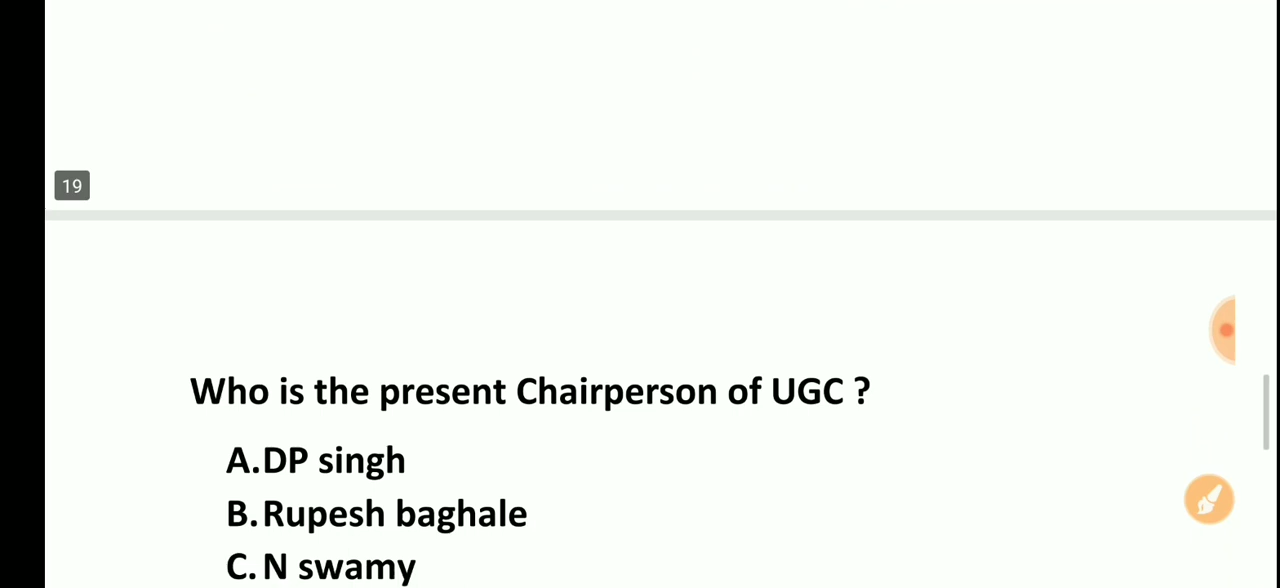 19
Who is the present Chairperson of UGC ?
A.DP singh
B.Rupesh baghale
C.N swamy